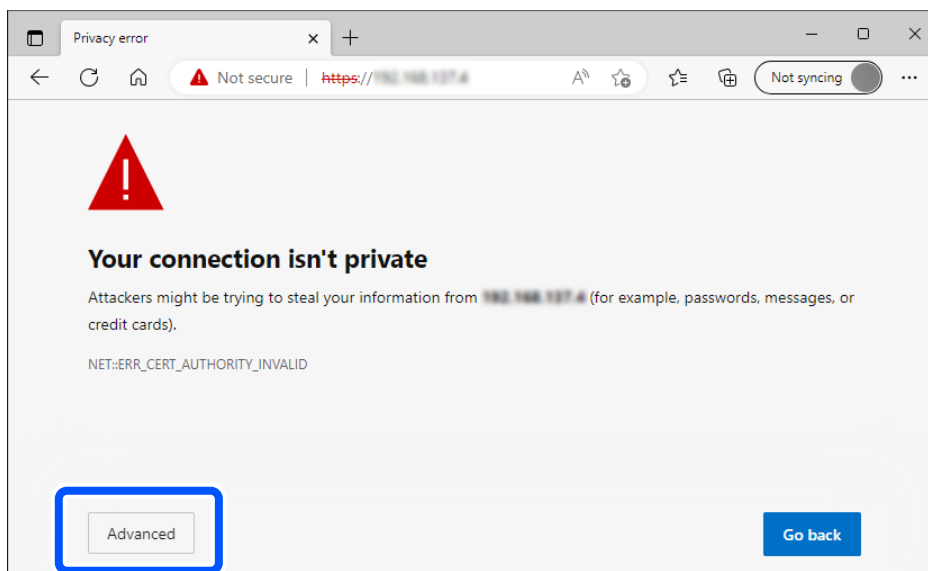 Privacy error
Not secure | https://
Not syncing
Your connection isn't private
Attackers might be trying to steal your information from (for example, passwords, messages, or
credit cards).
NET::ERR_CERT_AUTHORITY_INVALID
Advanced
Go back